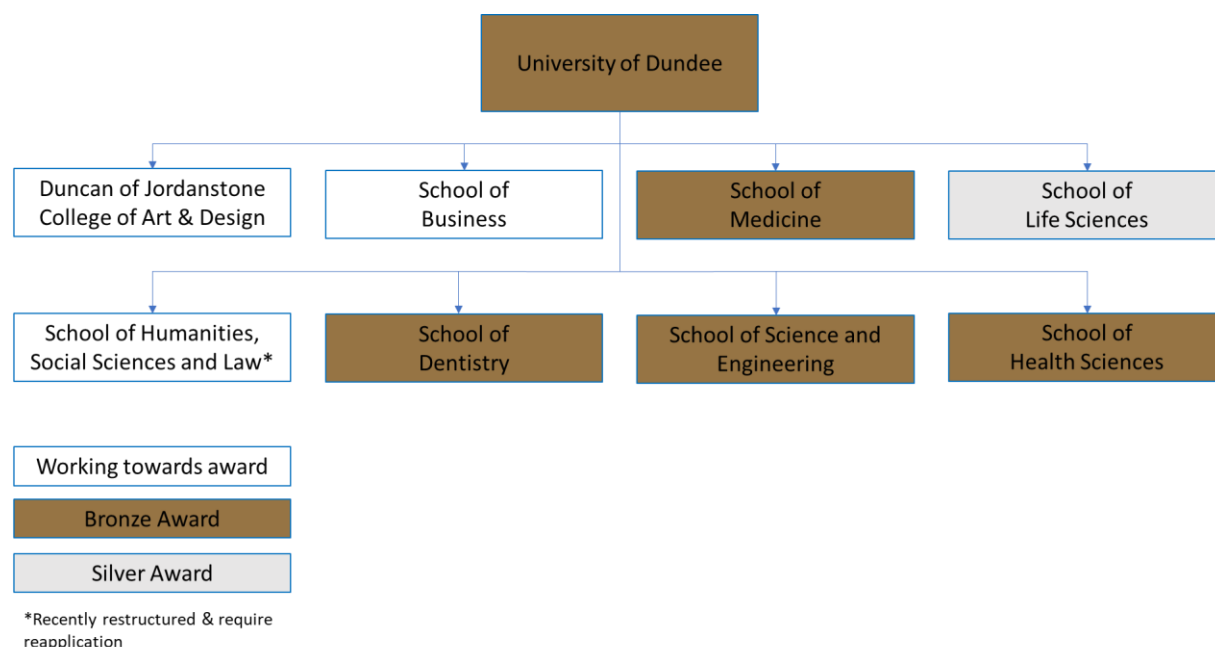 University of Dundee
Duncan of Jordanstone
College of Art & Design
School of
Business
School of
Medicine
School of
Life Sciences
School of Humanities,
Social Sciences and Law*
School of
Dentistry
School of Science and
Engineering
School of
Health Sciences
Working towards award
Bronze Award
Silver Award
*Recently restructured & require
reapplication